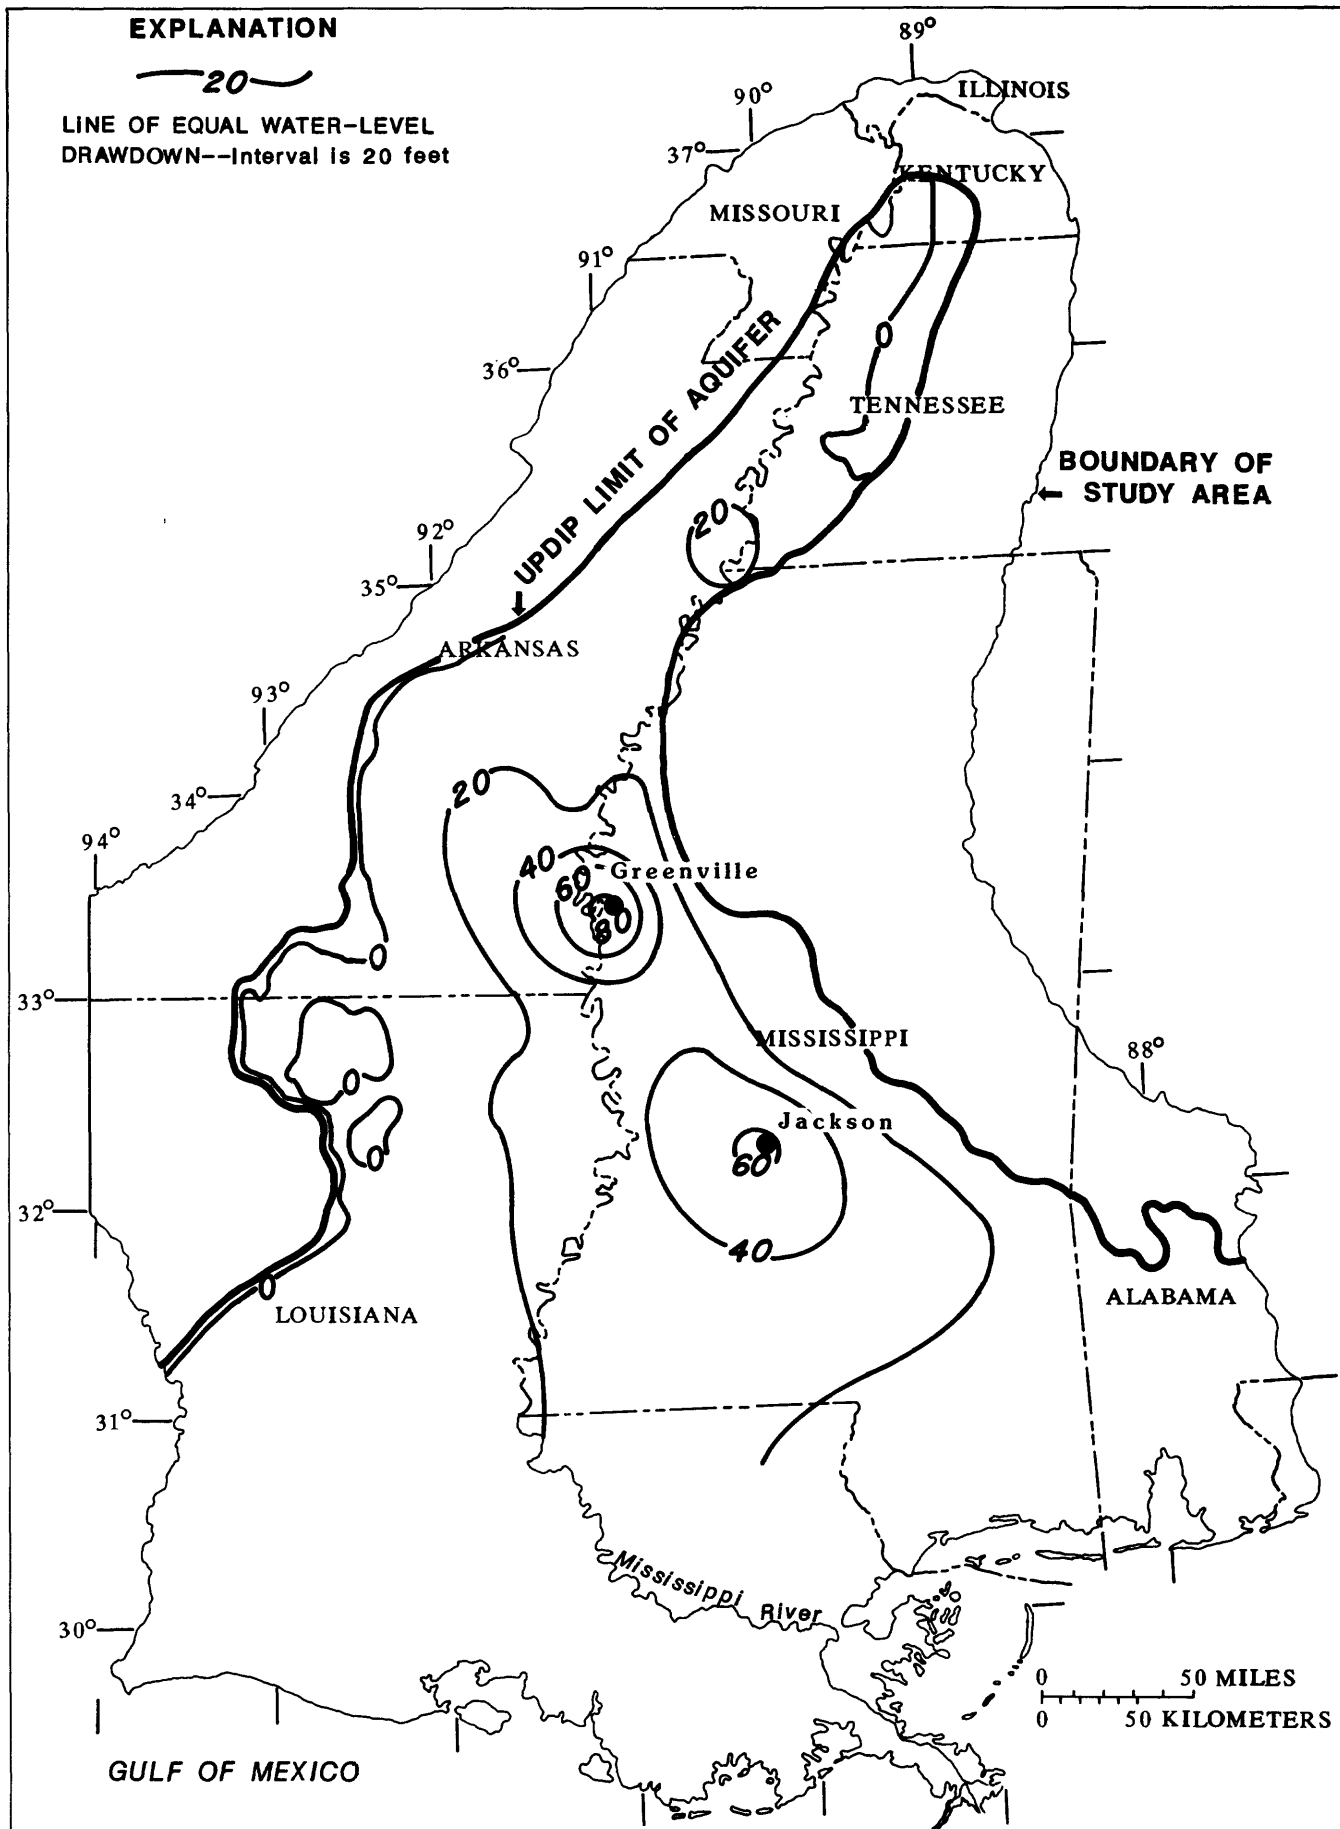 EXPLANATION
20
LINE OF EQUAL WATER-LEVEL
DRAWDOWN--Interval is 20 feet
89°
90°
ILLINOIS
37°
KENTUCKY
MISSOURI
91°
0
36°
UPDIP LIMIT OF AQUIFER
TENNESSEE
BOUNDARY OF
← STUDY AREA
20
92°
35°
ARKANSAS
93°
20
34°
94°
40
Greenville
60
80
0
33°
MISSISSIPPI
88°
0
Jackson
60
0
32°
40
0
LOUISIANA
ALABAMA
31°
Mississippi River
30°
0 50 MILES
0 50 KILOMETERS
GULF OF MEXICO